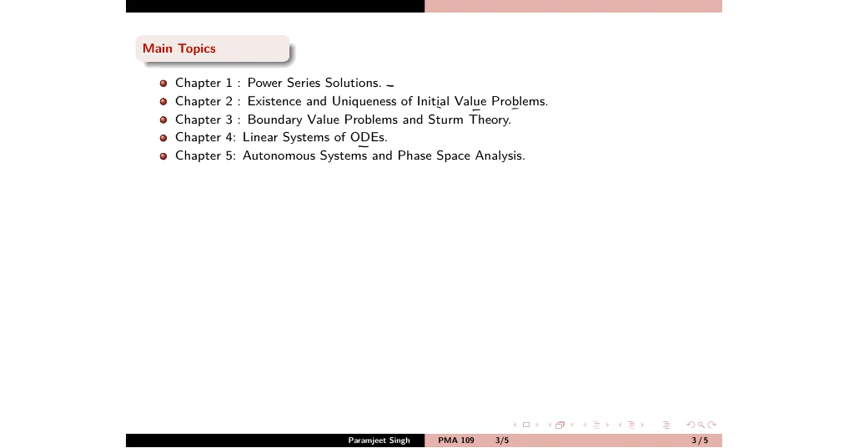 Main Topics
Chapter 1 : Power Series Solutions.
Chapter 2 : Existence and Uniqueness of Initial Value Problems.
Chapter 3 : Boundary Value Problems and Sturm Theory.
Chapter 4: Linear Systems of ODEs.
Chapter 5: Autonomous Systems and Phase Space Analysis.
Paramjeet Singh PMA 109 3/5 3 / 5